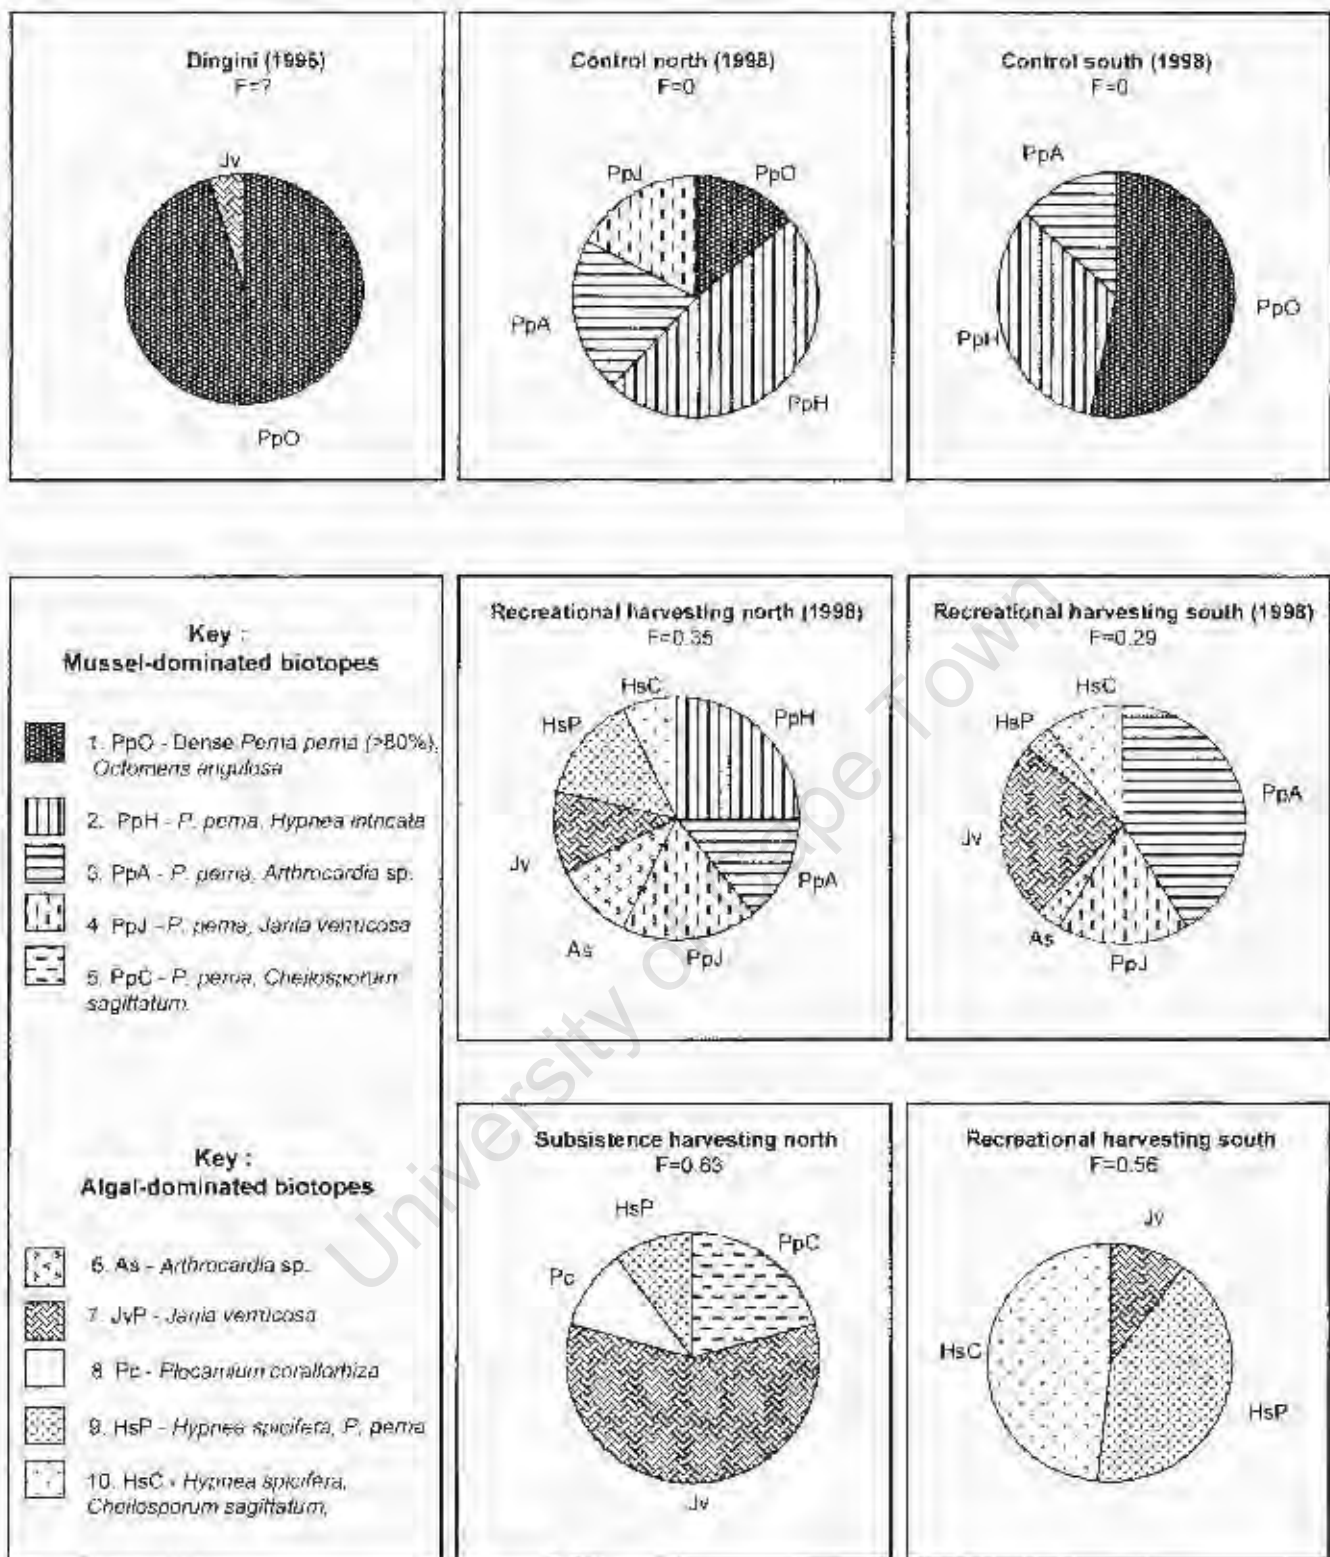 Dingini (1996)
F=?
Jv
PpO
Control north (1998)
F=0
PpJ
PpO
PpA
PpH
Control south (1998)
F=0
PpA
PpO
PpH
Key :
Mussel-dominated biotopes
1. PpO - Dense Perna perna (>80%),
Octomeris angulosa
2. PpH - P. perna, Hypnea intricata
3. PpA - P. perna, Arthrocardia sp.
4. PpJ - P. perna, Jania verrucosa
5. PpC - P. perna, Cheilosporum
sagittatum.
Key :
Algal-dominated biotopes
6. As - Arthrocardia sp.
7. JvP - Jania verrucosa
8 Pc - Plocamium corallorhiza
9. HsP - Hypnea spicifera, P. perna
10. HsC - Hypnea spicifera,
Cheilosporum sagittatum,
Recreational harvesting north (1998)
F=0.35
HsC
HsP
PpH
Jv
PpA
As
PpJ
Recreational harvesting south (1998)
F=0.29
HsC
HsP
PpA
Jv
As
PpJ
Subsistence harvesting north
F=0.63
HsP
PpC
Pc
Jv
Recreational harvesting south
F=0.56
Jv
HsC
HsP
University of Cape Town